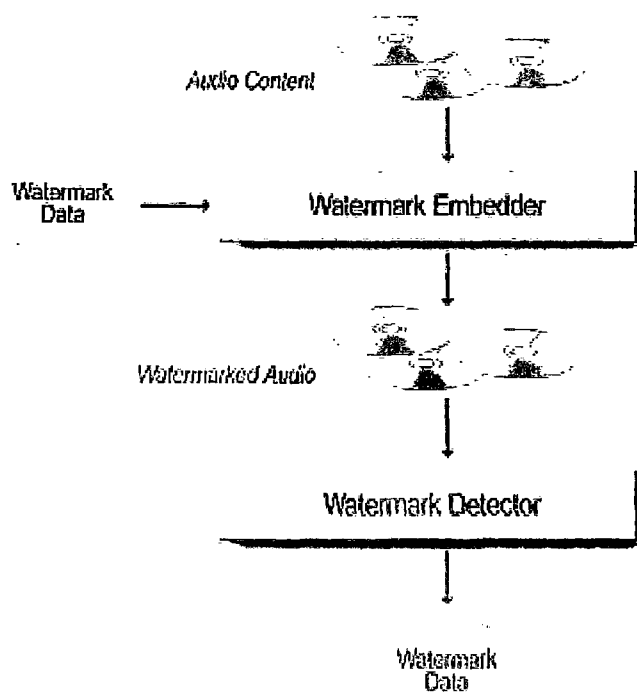 Audio Content
Watermark
Data
Watermark Embedder
Watermarked Audio
Watermark Detector
Watermark
Data